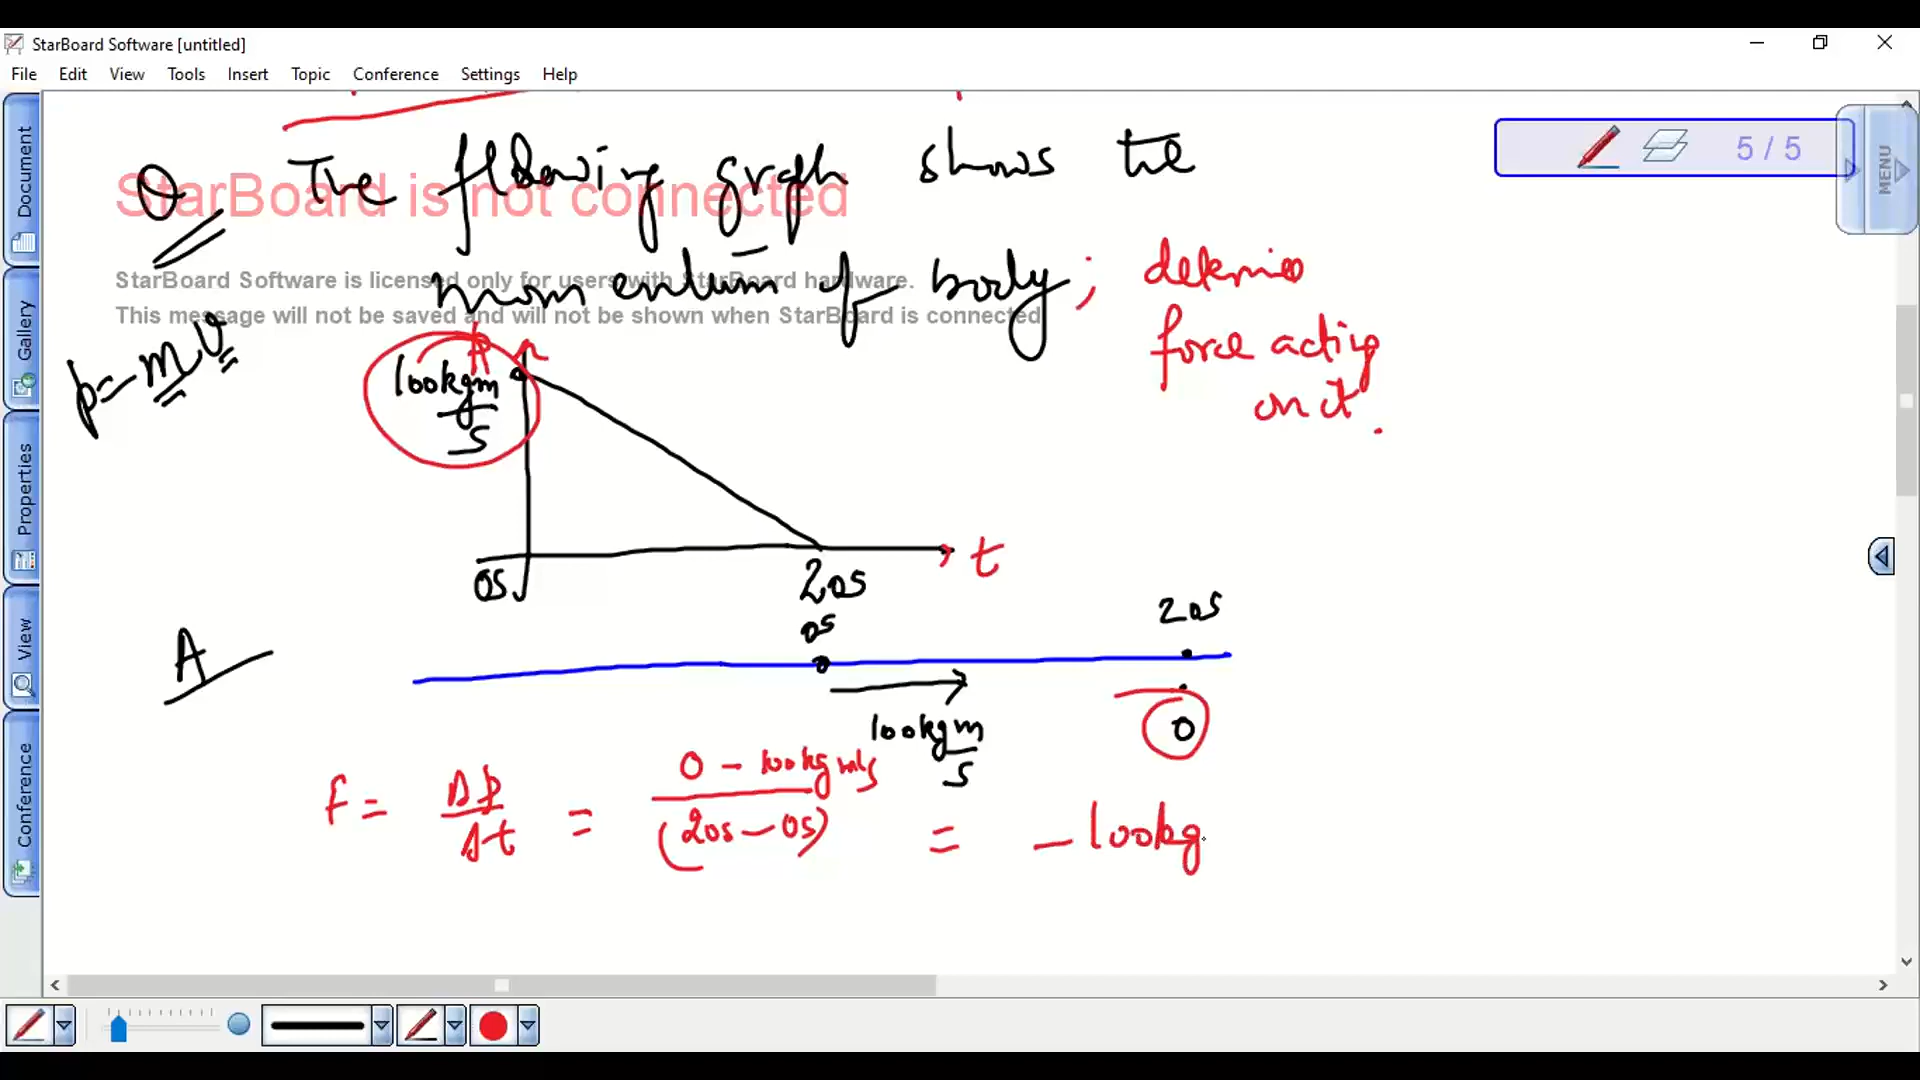 StarBoard Software [untitled]
File Edit View Tools Insert Topic Conference Settings Help
Document
Gallery
Properties
View
Conference
5 / 5
MENU
Q The following graph shows the
StarBoard is not connected
momentum of body; determine
StarBoard Software is licensed only for users with StarBoard hardware.
This message will not be saved and will not be shown when StarBoard is connected
force acting
on it.
p = mv
100kgm
s
0s
20s
t
A
0s
20s
100kgm
s
0
F = Δp/Δt = 0 - 100kgm/s / (20s - 0s) = - 100kg